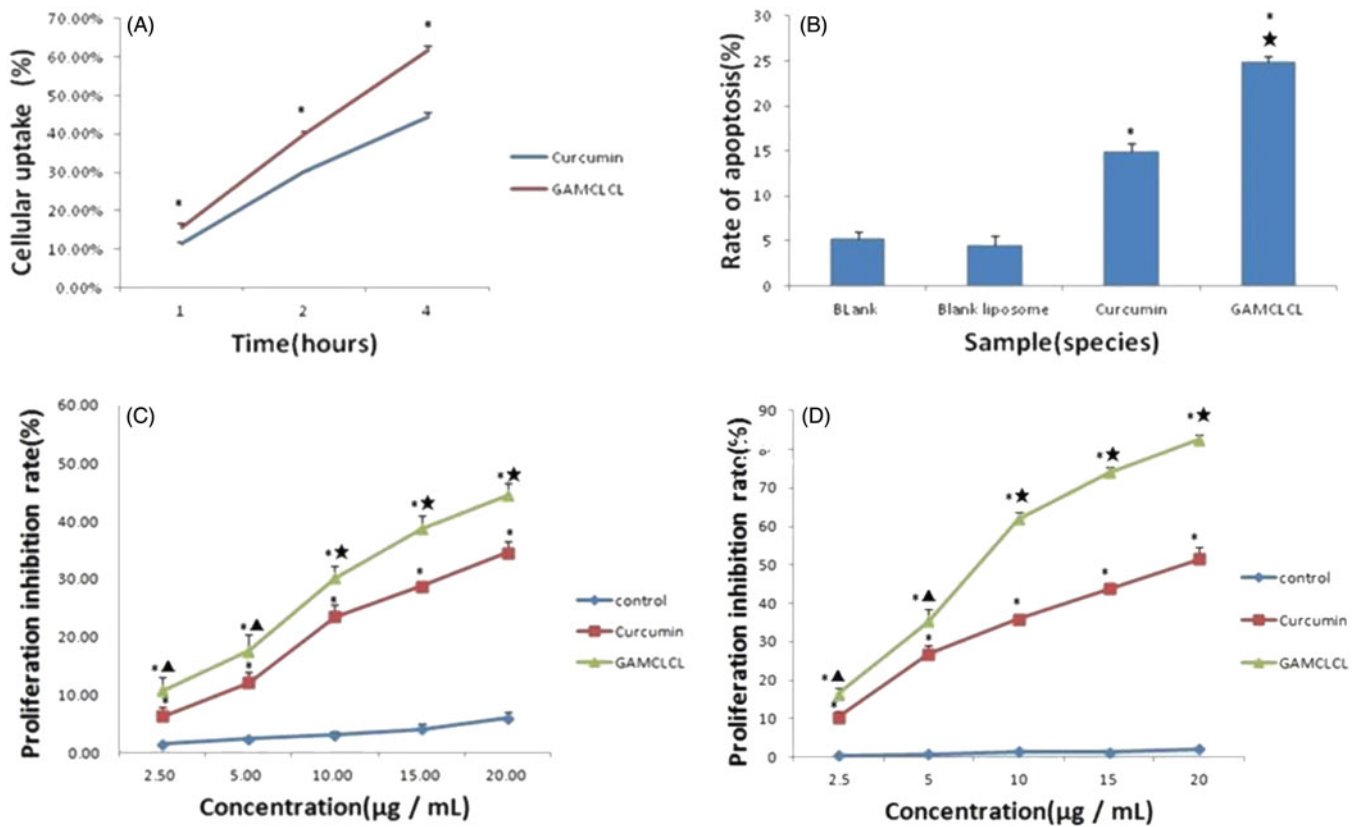 (A)
70.00%
60.00%
50.00%
40.00%
30.00%
20.00%
10.00%
0.00%
Cellular uptake (%)
* * *
1 2 4
Time(hours)
Curcumin
GAMCLCL
(B)
30
25
20
15
10
5
0
Rate of apoptosis(%)
* * ★
BLank Blank liposome Curcumin GAMCLCL
Sample(species)
(C)
60.00
50.00
40.00
30.00
20.00
10.00
0.00
Proliferation inhibition rate(%)
*▲ *▲ *★ *★ *★
* * * * *
2.50 5.00 10.00 15.00 20.00
Concentration(µg / mL)
control
Curcumin
GAMCLCL
(D)
90
80
70
60
50
40
30
20
10
0
Proliferation inhibition rate(%)
*▲ *▲ *★ *★ *★
* * * * *
2.5 5 10 15 20
Concentration(µg / mL)
control
Curcumin
GAMCLCL